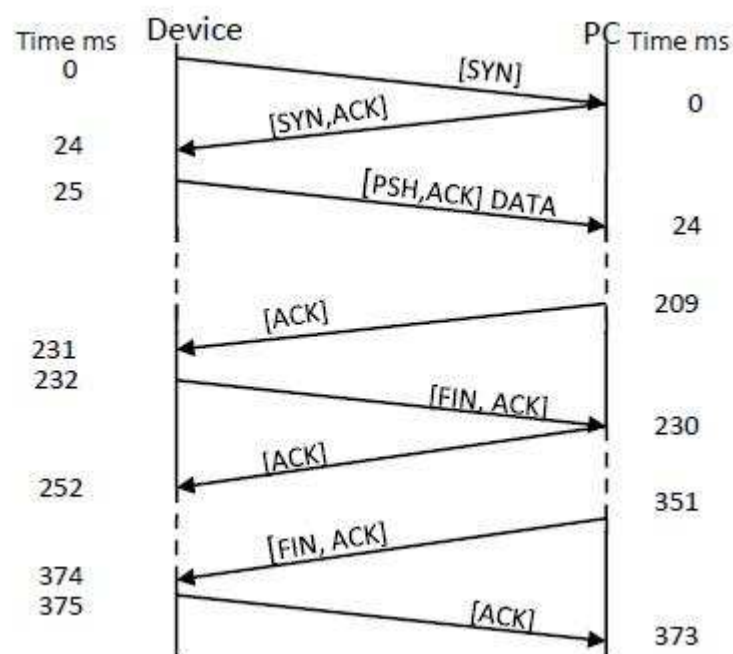 Time ms Device PC Time ms
0 [SYN] 0
[SYN,ACK]
24
25 [PSH,ACK] DATA 24
[ACK] 209
231
232 [FIN, ACK] 230
[ACK]
252 351
[FIN, ACK]
374
375 [ACK] 373